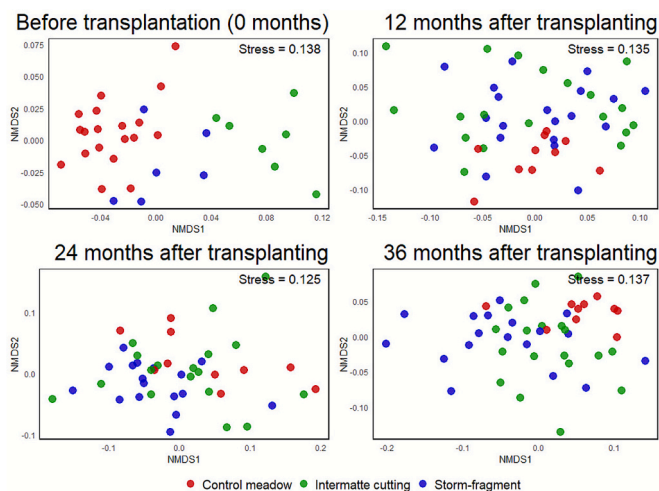 Before transplantation (0 months)
Stress = 0.138
0.075
0.050
0.025
0.000
-0.025
-0.050
NMDS2
-0.04
0.00
0.04
0.08
0.12
NMDS1
12 months after transplanting
Stress = 0.135
0.10
0.05
0.00
-0.05
-0.10
NMDS2
-0.15
-0.10
-0.05
0.00
0.05
0.10
NMDS1
24 months after transplanting
Stress = 0.125
0.1
0.0
-0.1
NMDS2
-0.1
0.0
0.1
0.2
NMDS1
36 months after transplanting
Stress = 0.137
0.05
0.00
-0.05
-0.10
NMDS2
-0.2
-0.1
0.0
0.1
NMDS1
Control meadow Intermatte cutting Storm-fragment